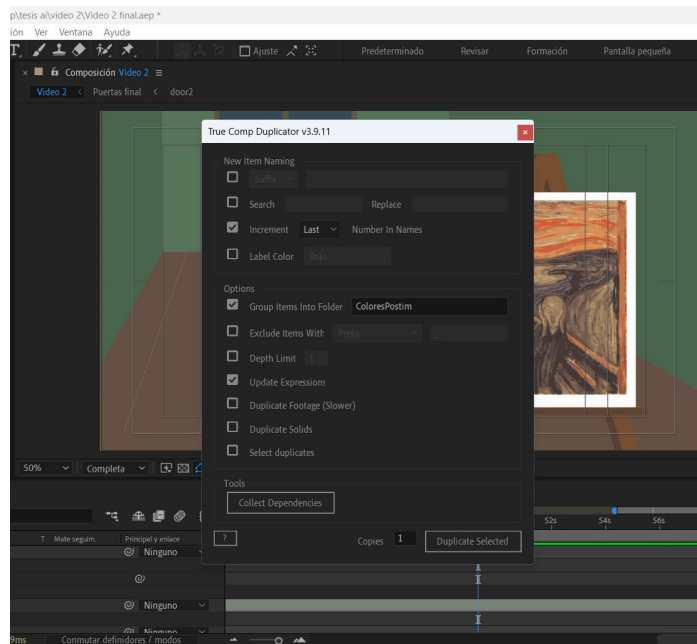 p\tesis ai\video 2\Video 2 final.aep *
ión Ver Ventana Ayuda
T Ajuste Predeterminado Revisar Formación Pantalla pequeña
× Composición Video 2 ≡
Video 2 < Puertas final < door2
True Comp Duplicator v3.9.11
New Item Naming
Suffix
Search Replace
Increment Last Number In Names
Label Color Rojo
Options
Group Items Into Folder ColoresPostim
Exclude Items With Prefix _
Depth Limit 1
Update Expressions
Duplicate Footage (Slower)
Duplicate Solids
Select duplicates
50% Completa
Tools
Collect Dependencies
52s 54s 56s
T Mate seguim. Principal y enlace
? Copies 1 Duplicate Selected
Ninguno
Ninguno
Ninguno
9ms Conmutar definidores / modos